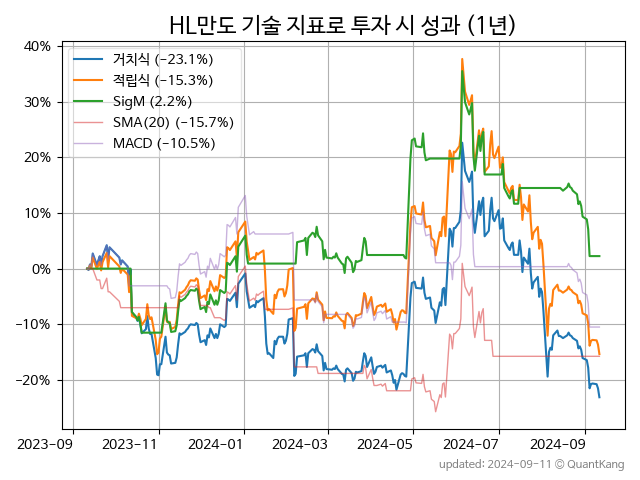 HL만도 기술 지표로 투자 시 성과 (1년)
40%
30%
20%
10%
0%
−10%
−20%
거치식 (−23.1%)
적립식 (−15.3%)
SigM (2.2%)
SMA(20) (−15.7%)
MACD (−10.5%)
2023-09
2023-11
2024-01
2024-03
2024-05
2024-07
2024-09
updated: 2024-09-11 © QuantKang